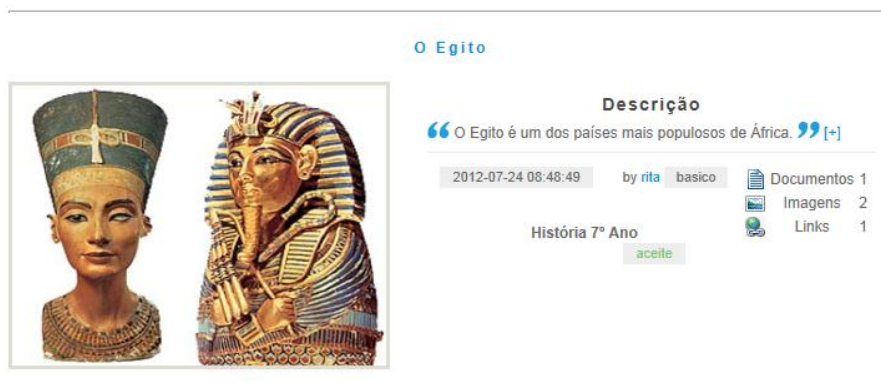 O Egito
Descrição
“ O Egito é um dos países mais populosos de África. ” [+]
2012-07-24 08:48:49 by rita basico
Documentos 1
Imagens 2
Links 1
História 7º Ano
aceite